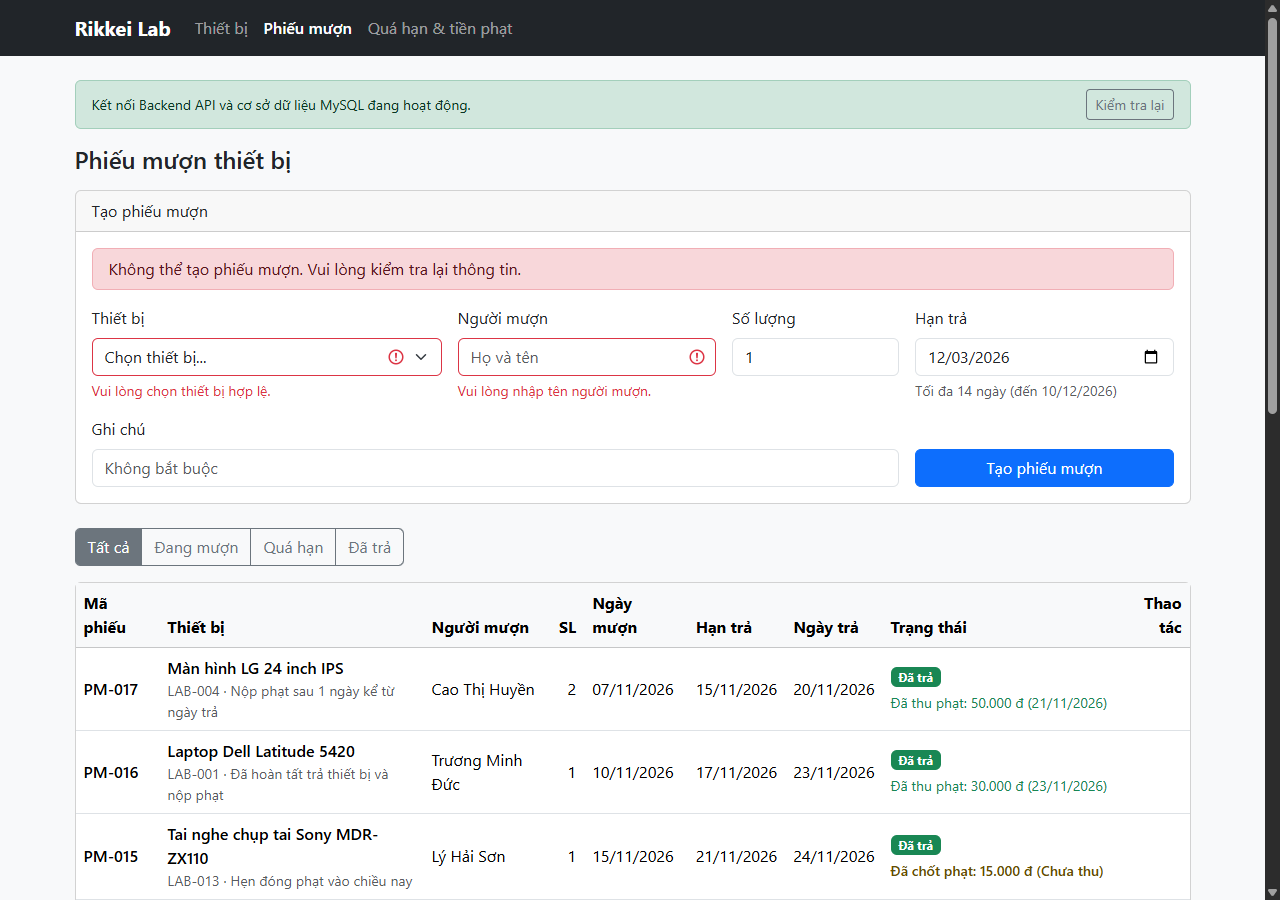 Rikkei Lab Thiết bị Phiếu mượn Quá hạn & tiền phạt
Kết nối Backend API và cơ sở dữ liệu MySQL đang hoạt động. Kiểm tra lại
Phiếu mượn thiết bị
Tạo phiếu mượn
Không thể tạo phiếu mượn. Vui lòng kiểm tra lại thông tin.
Thiết bị Người mượn Số lượng Hạn trả
Chọn thiết bị... Họ và tên 1 12/03/2026
Vui lòng chọn thiết bị hợp lệ. Vui lòng nhập tên người mượn. Tối đa 14 ngày (đến 10/12/2026)
Ghi chú
Không bắt buộc Tạo phiếu mượn
Tất cả Đang mượn Quá hạn Đã trả
Mã phiếu Thiết bị Người mượn SL Ngày mượn Hạn trả Ngày trả Trạng thái Thao tác
PM-017
Màn hình LG 24 inch IPS
LAB-004 · Nộp phạt sau 1 ngày kể từ
ngày trả
Cao Thị Huyền 2 07/11/2026 15/11/2026 20/11/2026
Đã trả
Đã thu phạt: 50.000 đ (21/11/2026)
PM-016
Laptop Dell Latitude 5420
LAB-001 · Đã hoàn tất trả thiết bị và
nộp phạt
Trương Minh
Đức
1 10/11/2026 17/11/2026 23/11/2026
Đã trả
Đã thu phạt: 30.000 đ (23/11/2026)
PM-015
Tai nghe chụp tai Sony MDR-
ZX110
LAB-013 · Hẹn đóng phạt vào chiều nay
Lý Hải Sơn 1 15/11/2026 21/11/2026 24/11/2026
Đã trả
Đã chốt phạt: 15.000 đ (Chưa thu)